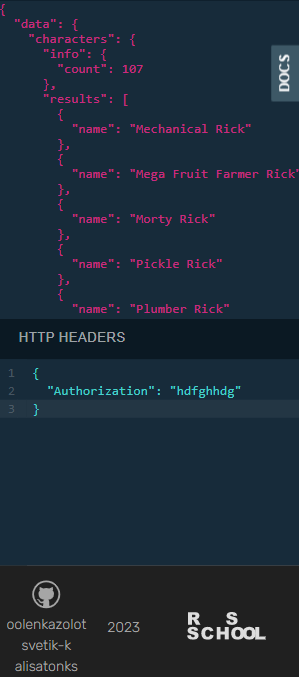 {
"data": {
"characters": {
"info": {
"count": 107
},
"results": [
{
"name": "Mechanical Rick"
},
{
"name": "Mega Fruit Farmer Rick"
},
{
"name": "Morty Rick"
},
{
"name": "Pickle Rick"
},
{
"name": "Plumber Rick"
DOCS
HTTP HEADERS
1 {
2 "Authorization": "hdfghhdg"
3 }
oolenkazolot
svetik-k
alisatonks
2023
R S
SCHOOL